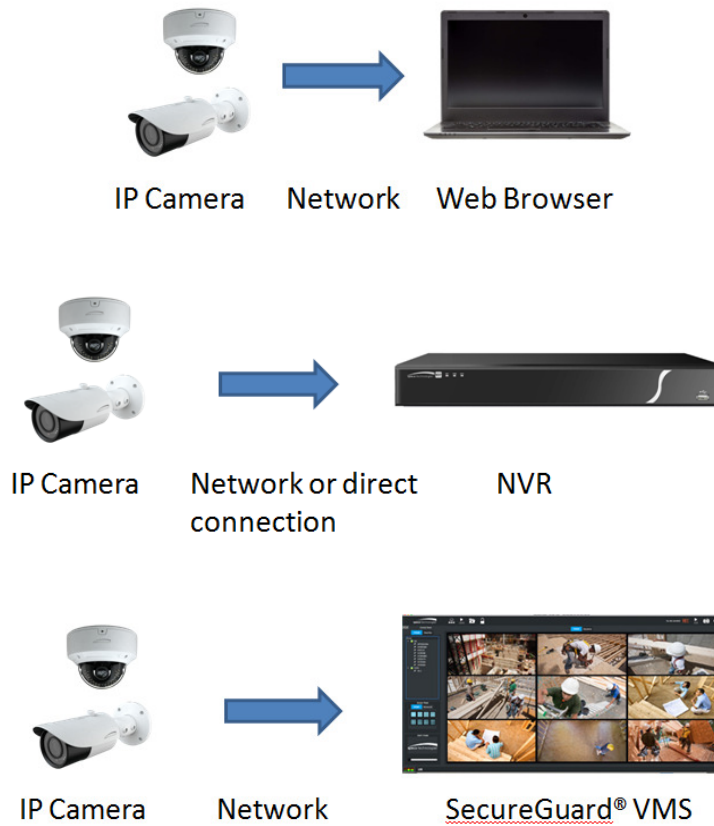 IP Camera Network Web Browser
IP Camera Network or direct NVR
connection
IP Camera Network SecureGuard® VMS